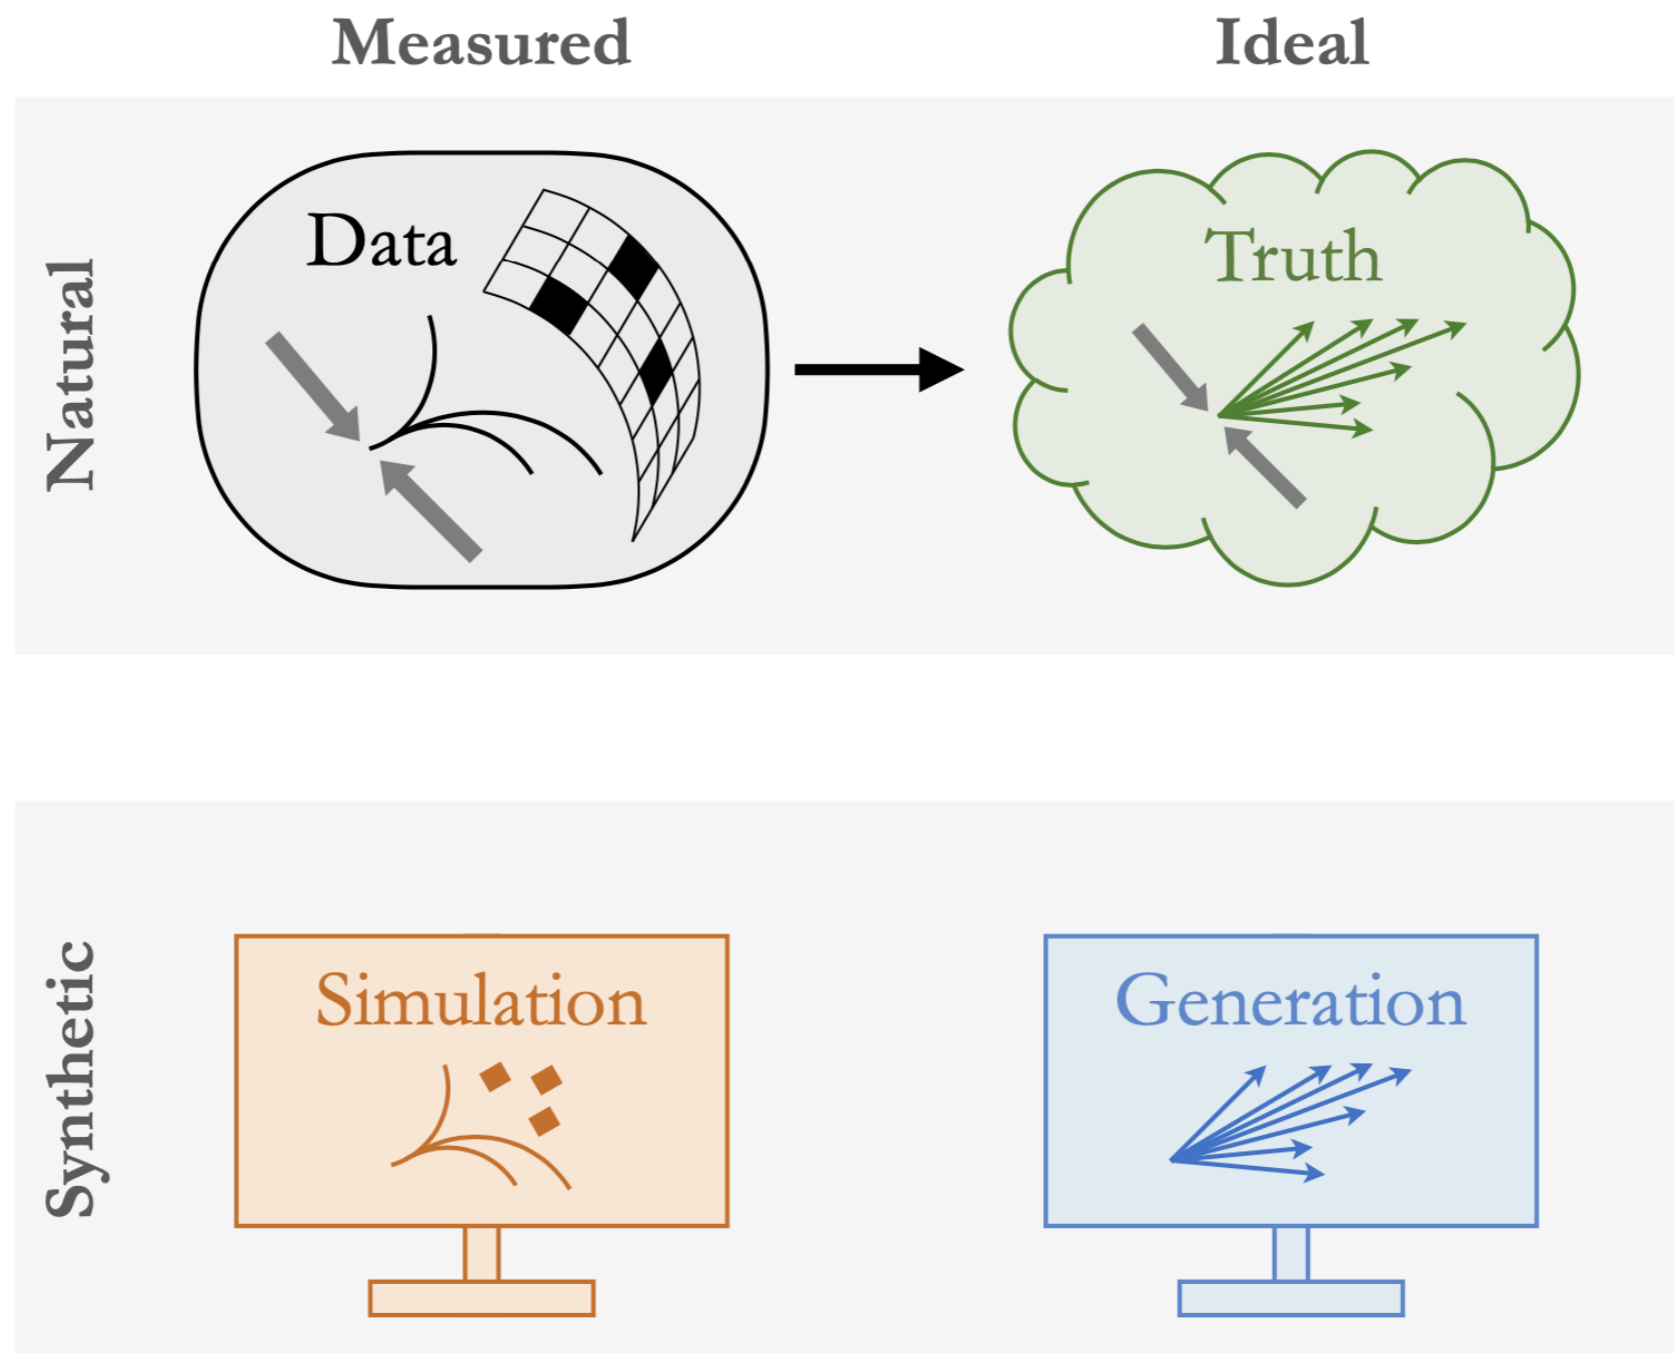 Measured
Ideal
Natural
Data
Truth
Synthetic
Simulation
Generation